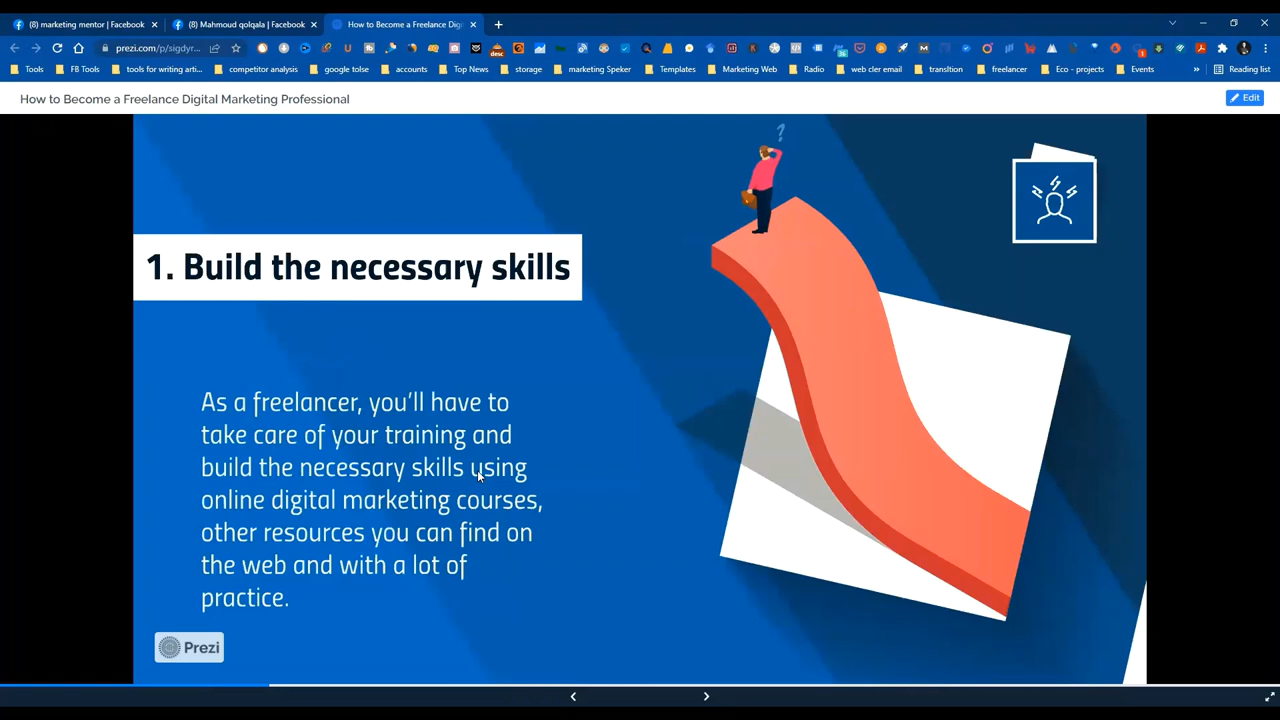 (8) marketing mentor | Facebook
(8) Mahmoud qolqala | Facebook
How to Become a Freelance Dig
prezi.com/p/sigdyr...
Tools
FB Tools
tools for writing arti...
competitor analysis
google tolse
accounts
Top News
storage
marketing Speker
Templates
Marketing Web
Radio
web cler email
transltion
freelancer
Eco - projects
Events
Reading list
How to Become a Freelance Digital Marketing Professional
Edit
?
1. Build the necessary skills
As a freelancer, you'll have to
take care of your training and
build the necessary skills using
online digital marketing courses,
other resources you can find on
the web and with a lot of
practice.
Prezi